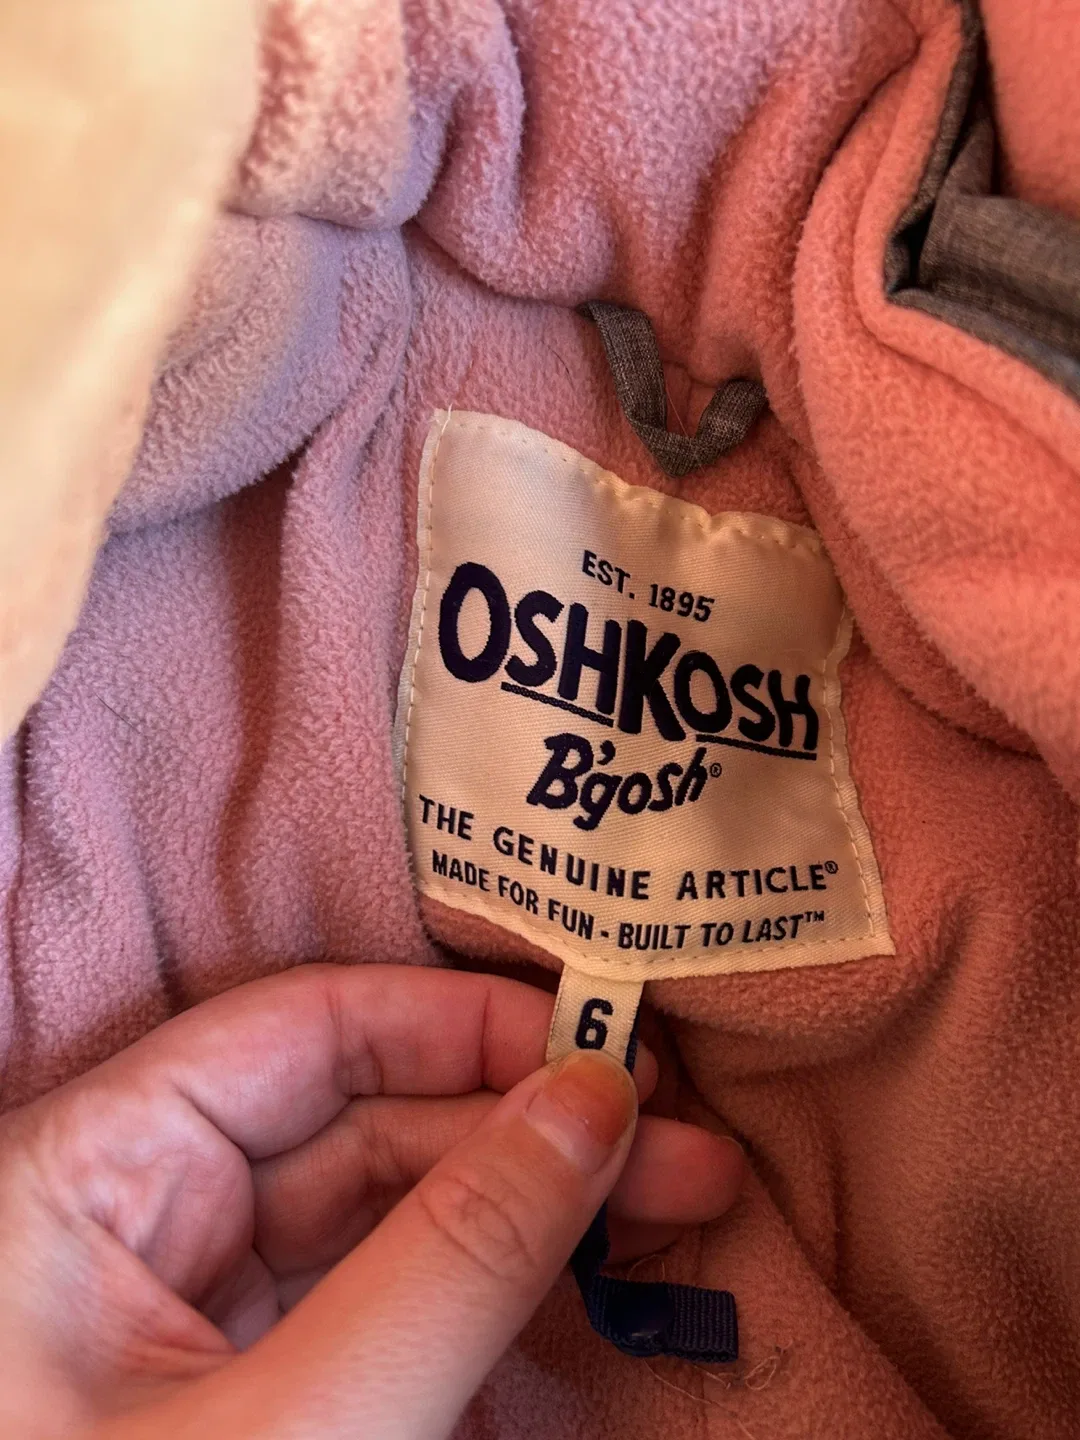 EST. 1895
OSHKOSH
B'gosh®
THE GENUINE ARTICLE®
MADE FOR FUN - BUILT TO LAST™
6